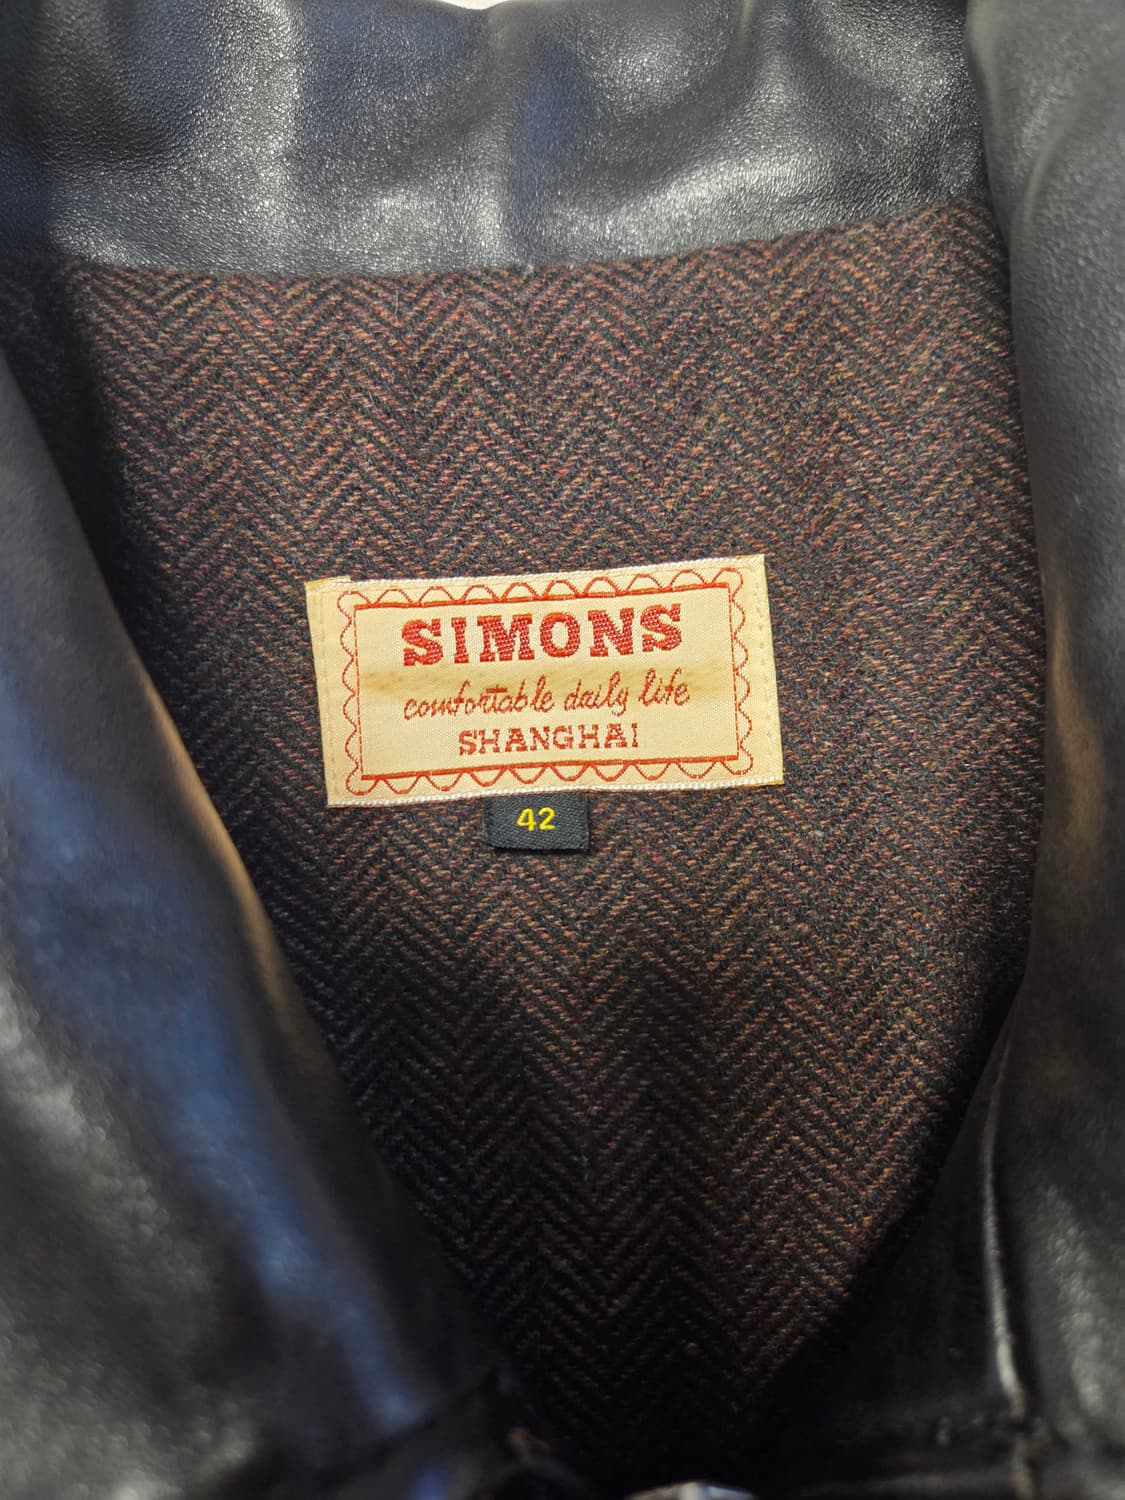 SIMONS
comfortable daily life
SHANGHAI
42